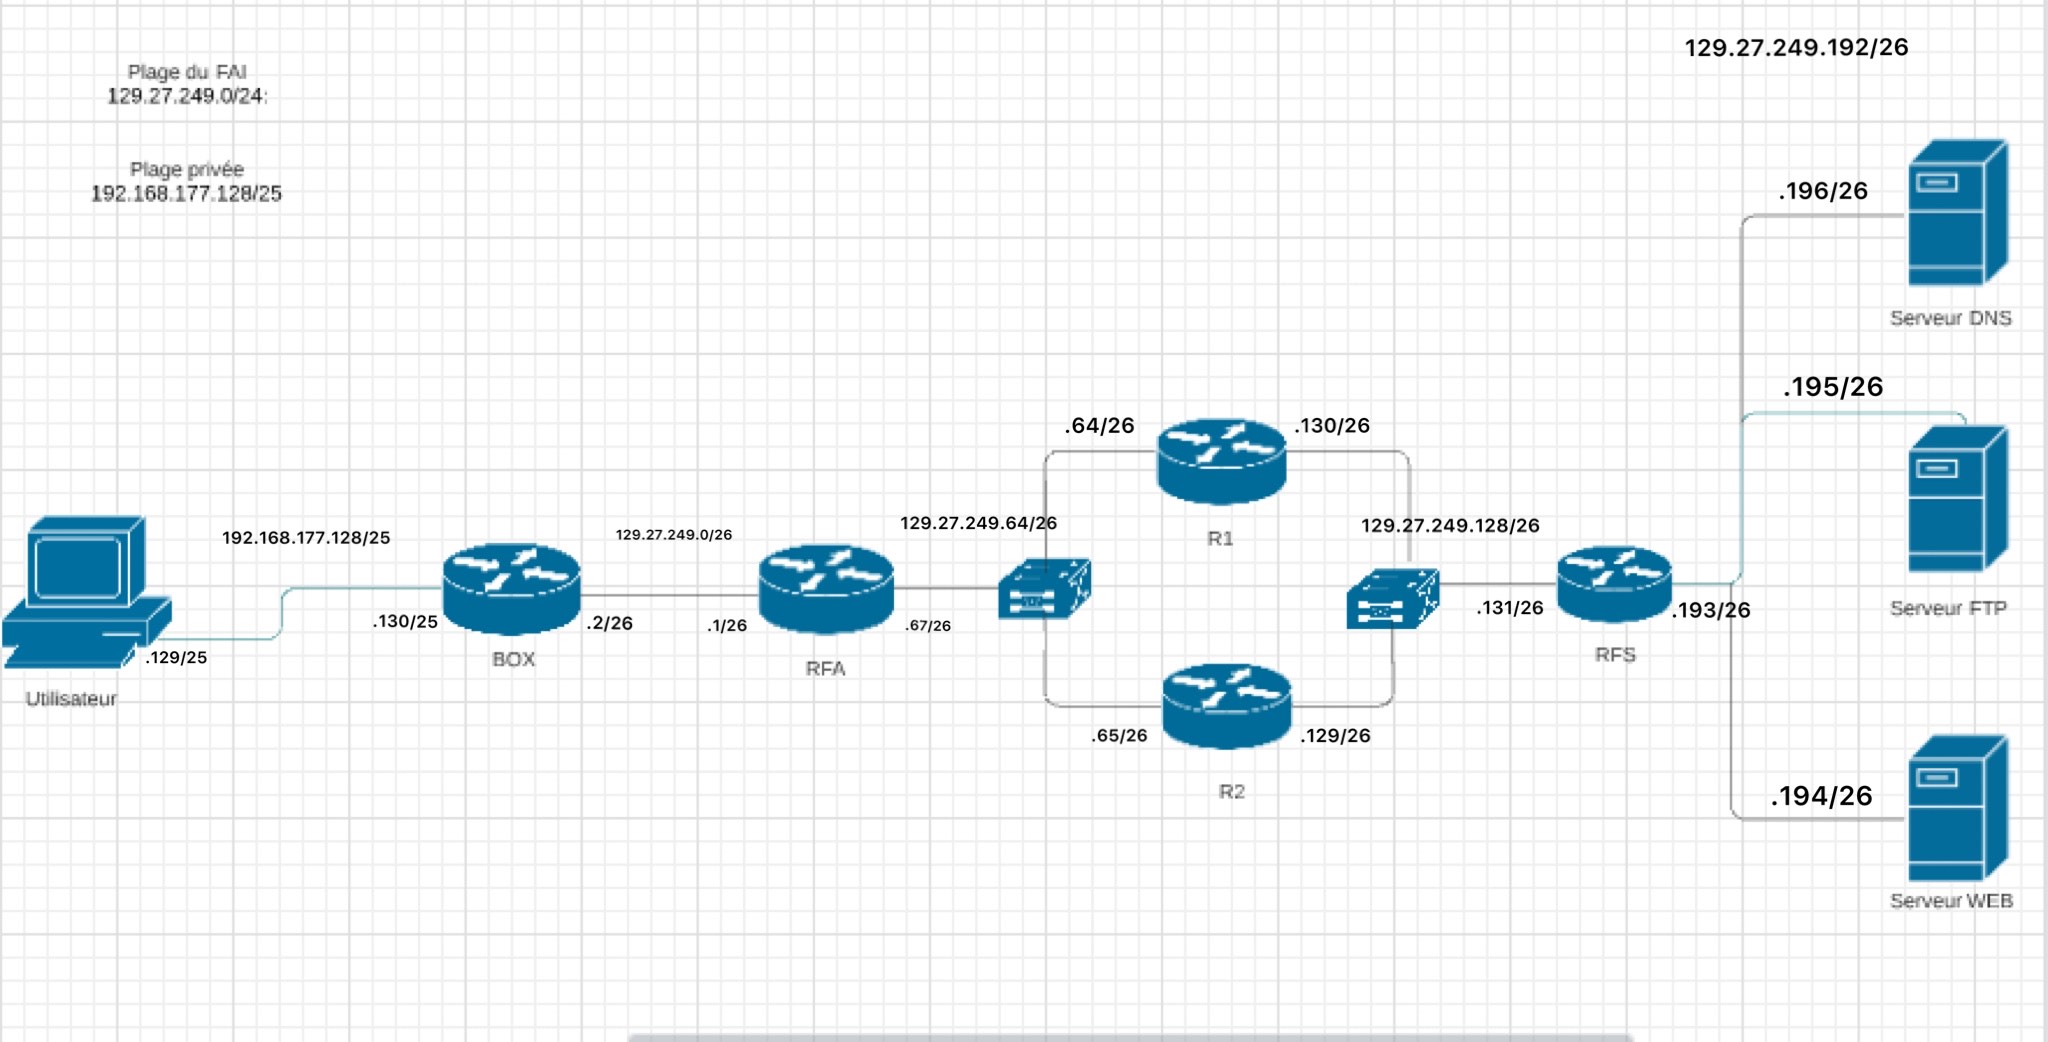 129.27.249.192/26
Plage du FAI
129.27.249.0/24:
Plage privée
192.168.177.128/25
.196/26
Serveur DNS
.195/26
Serveur FTP
.64/26
.130/26
R1
192.168.177.128/25
129.27.249.0/26
129.27.249.64/26
129.27.249.128/26
.130/25
.2/26
.1/26
.67/26
.131/26
.193/26
.129/25
BOX
RFA
RFS
Utilisateur
.65/26
.129/26
R2
.194/26
Serveur WEB